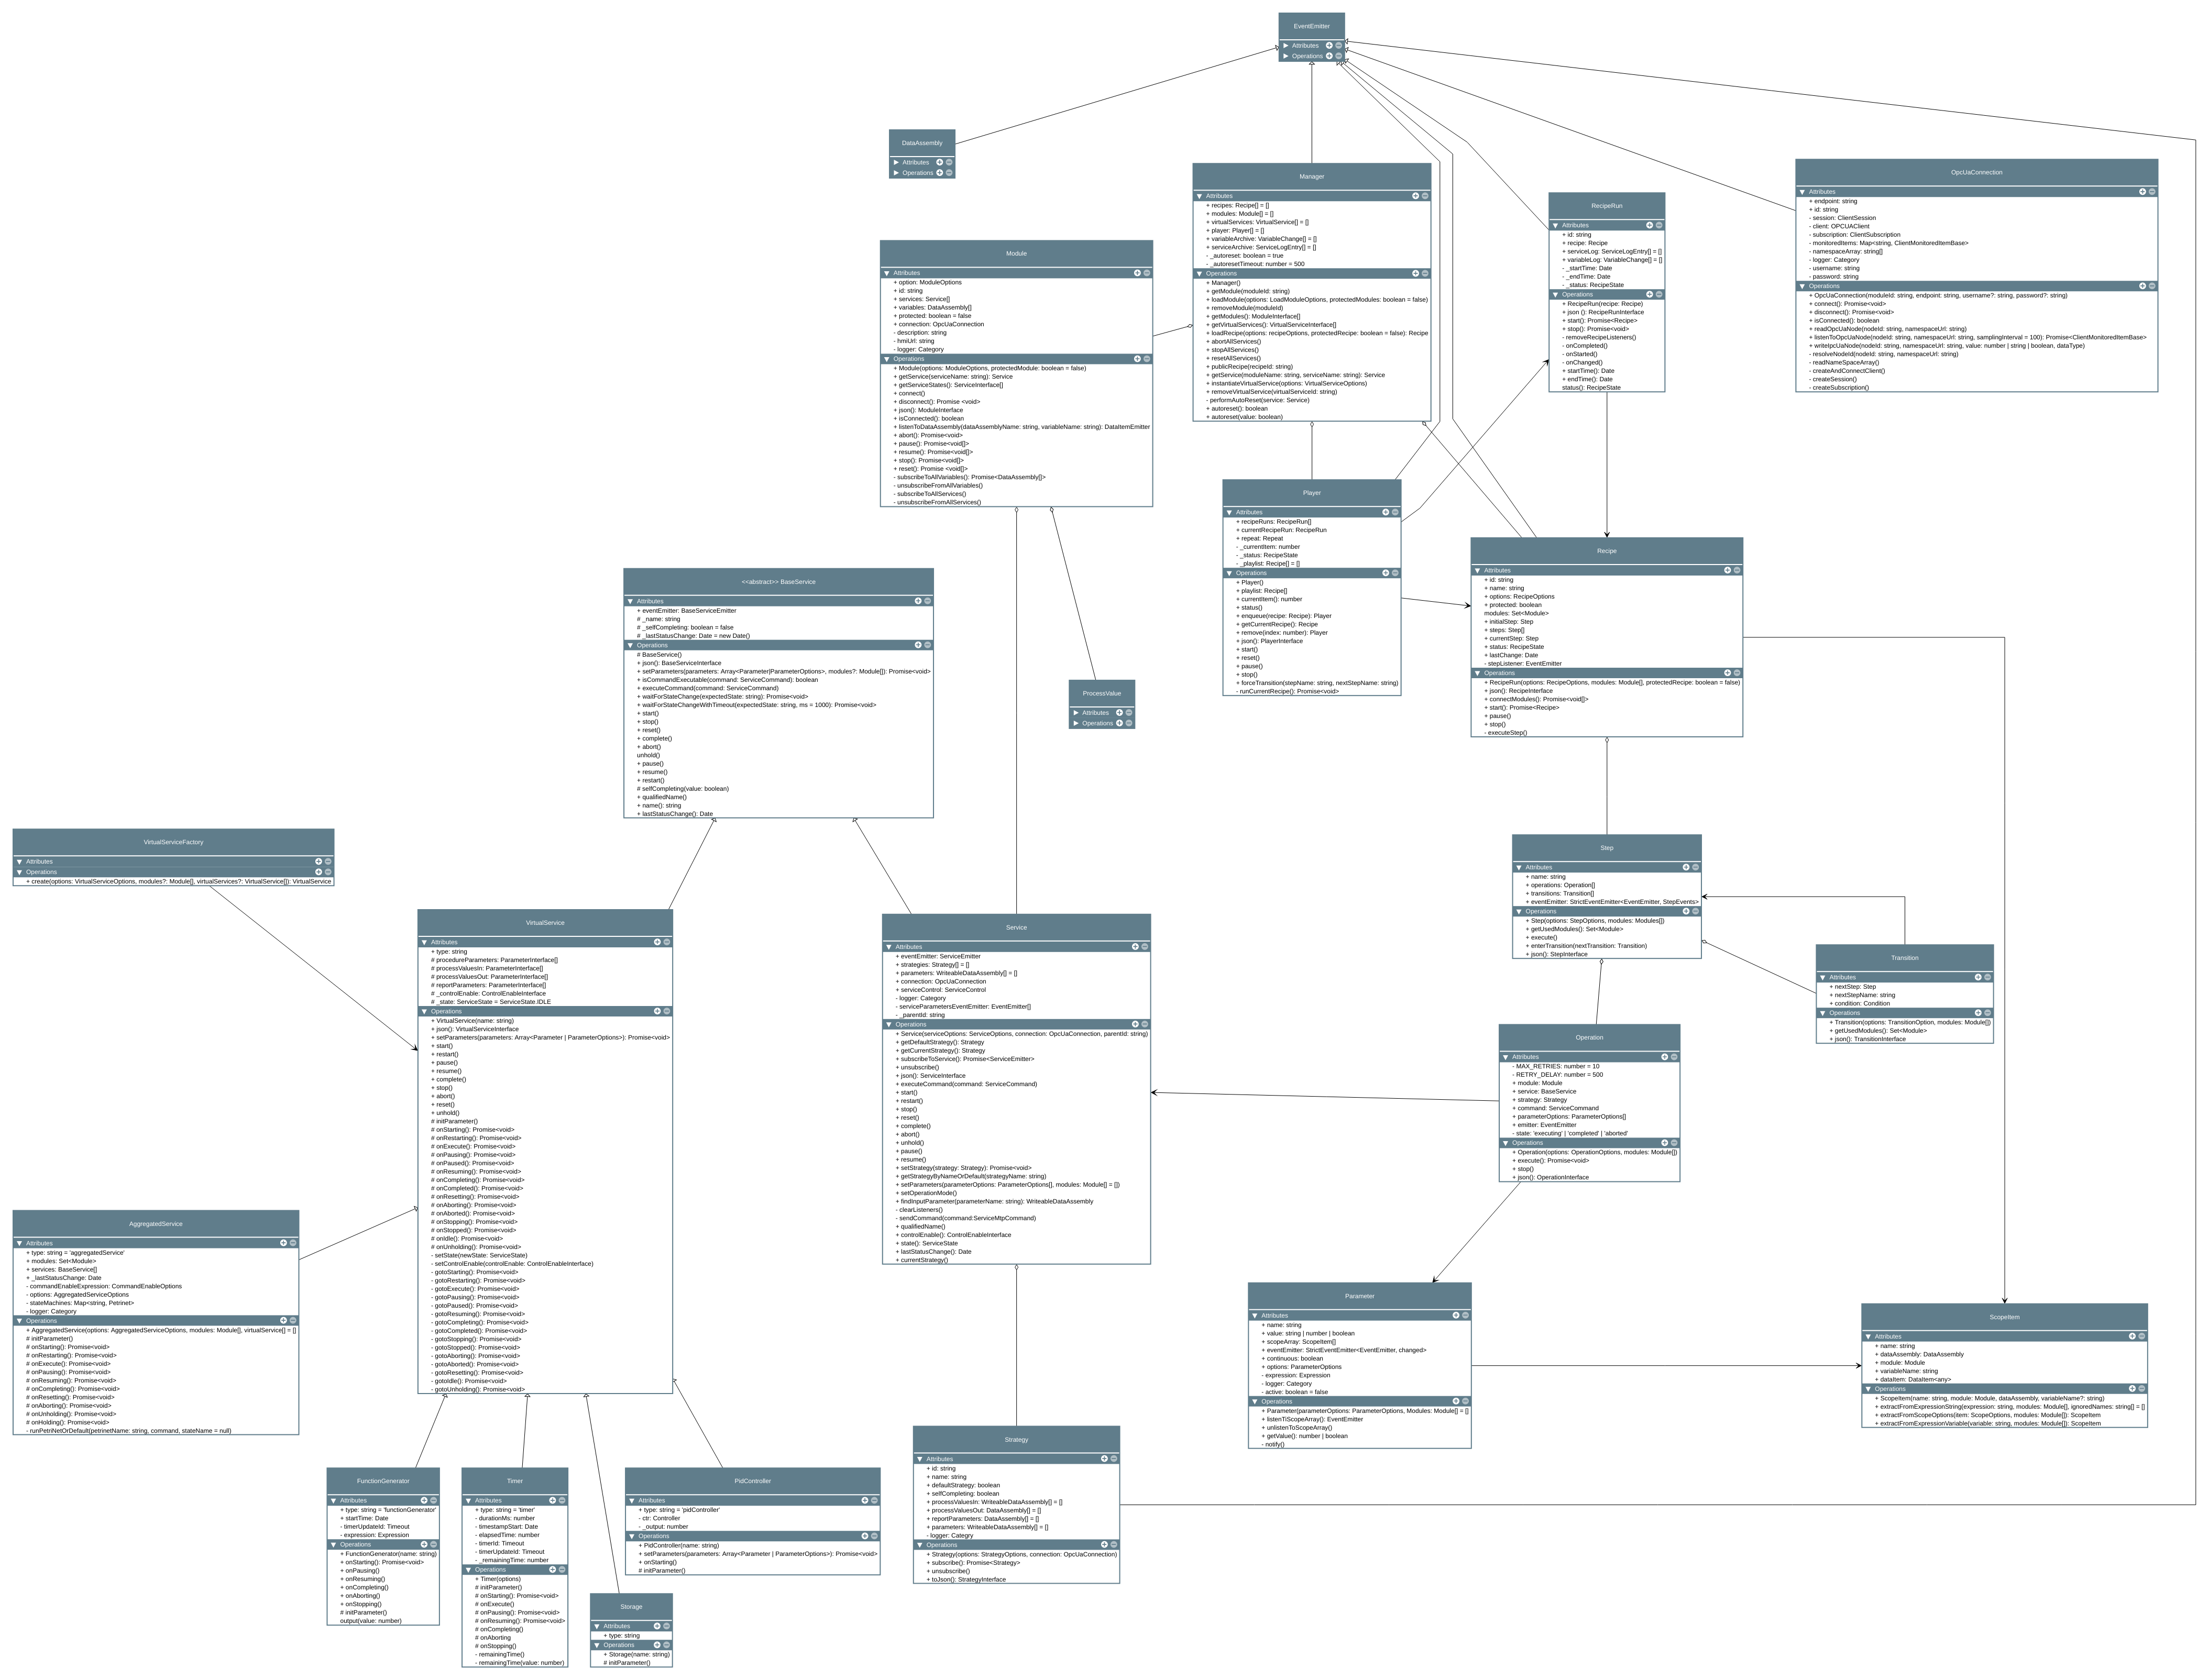 EventEmitter
Attributes
Operations
DataAssembly
Attributes
Operations
Manager
Attributes
+ recipes: Recipe[] = []
+ modules: Module[] = []
+ virtualServices: VirtualService[] = []
+ player: Player[] = []
+ variableArchive: VariableChange[] = []
+ serviceArchive: ServiceLogEntry[] = []
- _autoreset: boolean = true
- _autoresetTimeout: number = 500
Operations
+ Manager()
+ getModule(moduleId: string)
+ loadModule(options: LoadModuleOptions, protectedModules: boolean = false)
+ removeModule(moduleId)
+ getModules(): ModuleInterface[]
+ getVirtualServices(): VirtualServiceInterface[]
+ loadRecipe(options: recipeOptions, protectedRecipe: boolean = false): Recipe
+ abortAllServices()
+ stopAllServices()
+ resetAllServices()
+ publicRecipe(recipeId: string)
+ getService(moduleName: string, serviceName: string): Service
+ instantiateVirtualService(options: VirtualServiceOptions)
+ removeVirtualService(virtualServiceId: string)
- performAutoReset(service: Service)
+ autoreset(): boolean
+ autoreset(value: boolean)
RecipeRun
Attributes
+ id: string
+ recipe: Recipe
+ serviceLog: ServiceLogEntry[] = []
+ variableLog: VariableChange[] = []
- _startTime: Date
- _endTime: Date
- _status: RecipeState
Operations
+ RecipeRun(recipe: Recipe)
+ json (): RecipeRunInterface
+ start(): Promise<Recipe>
+ stop(): Promise<void>
- removeRecipeListeners()
- onCompleted()
- onStarted()
- onChanged()
+ startTime(): Date
+ endTime(): Date
status(): RecipeState
OpcUaConnection
Attributes
+ endpoint: string
+ id: string
- session: ClientSession
- client: OPCUAClient
- subscription: ClientSubscription
- monitoredItems: Map<string, ClientMonitoredItemBase>
- namespaceArray: string[]
- logger: Category
- username: string
- password: string
Operations
+ OpcUaConnection(moduleId: string, endpoint: string, username?: string, password?: string)
+ connect(): Promise<void>
+ disconnect(): Promise<void>
+ isConnected(): boolean
+ readOpcUaNode(nodeId: string, namespaceUrl: string)
+ listenToOpcUaNode(nodeId: string, namespaceUrl: string, samplingInterval = 100): Promise<ClientMonitoredItemBase>
+ writeIpcUaNode(nodeId: string, namespaceUrl: string, value: number | string | boolean, dataType)
- resolveNodeId(nodeId: string, namespaceUrl: string)
- readNameSpaceArray()
- createAndConnectClient()
- createSession()
- createSubscription()
Module
Attributes
+ option: ModuleOptions
+ id: string
+ services: Service[]
+ variables: DataAssembly[]
+ protected: boolean = false
+ connection: OpcUaConnection
- description: string
- hmiUrl: string
- logger: Category
Operations
+ Module(options: ModuleOptions, protectedModule: boolean = false)
+ getService(serviceName: string): Service
+ getServiceStates(): ServiceInterface[]
+ connect()
+ disconnect(): Promise <void>
+ json(): ModuleInterface
+ isConnected(): boolean
+ listenToDataAssembly(dataAssemblyName: string, variableName: string): DataItemEmitter
+ abort(): Promise<void>
+ pause(): Promise<void[]>
+ resume(): Promise<void[]>
+ stop(): Promise<void[]>
+ reset(): Promise <void[]>
- subscribeToAllVariables(): Promise<DataAssembly[]>
- unsubscribeFromAllVariables()
- subscribeToAllServices()
- unsubscribeFromAllServices()
Player
Attributes
+ recipeRuns: RecipeRun[]
+ currentRecipeRun: RecipeRun
+ repeat: Repeat
- _currentItem: number
- _status: RecipeState
- _playlist: Recipe[] = []
Operations
+ Player()
+ playlist: Recipe[]
+ currentItem(): number
+ status()
+ enqueue(recipe: Recipe): Player
+ getCurrentRecipe(): Recipe
+ remove(index: number): Player
+ json(): PlayerInterface
+ start()
+ reset()
+ pause()
+ stop()
+ forceTransition(stepName: string, nextStepName: string)
- runCurrentRecipe(): Promise<void>
Recipe
Attributes
+ id: string
+ name: string
+ options: RecipeOptions
+ protected: boolean
modules: Set<Module>
+ initialStep: Step
+ steps: Step[]
+ currentStep: Step
+ status: RecipeState
+ lastChange: Date
- stepListener: EventEmitter
Operations
+ RecipeRun(options: RecipeOptions, modules: Module[], protectedRecipe: boolean = false)
+ json(): RecipeInterface
+ connectModules(): Promise<void[]>
+ start(): Promise<Recipe>
+ pause()
+ stop()
- executeStep()
<<abstract>> BaseService
Attributes
+ eventEmitter: BaseServiceEmitter
# _name: string
# _selfCompleting: boolean = false
# _lastStatusChange: Date = new Date()
Operations
# BaseService()
+ json(): BaseServiceInterface
+ setParameters(parameters: Array<Parameter|ParameterOptions>, modules?: Module[]): Promise<void>
+ isCommandExecutable(command: ServiceCommand): boolean
+ executeCommand(command: ServiceCommand)
+ waitForStateChange(expectedState: string): Promise<void>
+ waitForStateChangeWithTimeout(expectedState: string, ms = 1000): Promise<void>
+ start()
+ stop()
+ reset()
+ complete()
+ abort()
unhold()
+ pause()
+ resume()
+ restart()
# selfCompleting(value: boolean)
+ qualifiedName()
+ name(): string
+ lastStatusChange(): Date
ProcessValue
Attributes
Operations
VirtualServiceFactory
Attributes
Operations
+ create(options: VirtualServiceOptions, modules?: Module[], virtualServices?: VirtualService[]): VirtualService
Step
Attributes
+ name: string
+ operations: Operation[]
+ transitions: Transition[]
+ eventEmitter: StrictEventEmitter<EventEmitter, StepEvents>
Operations
+ Step(options: StepOptions, modules: Modules[])
+ getUsedModules(): Set<Module>
+ execute()
+ enterTransition(nextTransition: Transition)
+ json(): StepInterface
VirtualService
Attributes
+ type: string
# procedureParameters: ParameterInterface[]
# processValuesIn: ParameterInterface[]
# processValuesOut: ParameterInterface[]
# reportParameters: ParameterInterface[]
# _controlEnable: ControlEnableInterface
# _state: ServiceState = ServiceState.IDLE
Operations
+ VirtualService(name: string)
+ json(): VirtualServiceInterface
+ setParameters(parameters: Array<Parameter | ParameterOptions>): Promise<void>
+ start()
+ restart()
+ pause()
+ resume()
+ complete()
+ stop()
+ abort()
+ reset()
+ unhold()
# initParameter()
# onStarting(): Promise<void>
# onRestarting(): Promise<void>
# onExecute(): Promise<void>
# onPausing(): Promise<void>
# onPaused(): Promise<void>
# onResuming(): Promise<void>
# onCompleting(): Promise<void>
# onCompleted(): Promise<void>
# onResetting(): Promise<void>
# onAborting(): Promise<void>
# onAborted(): Promise<void>
# onStopping(): Promise<void>
# onStopped(): Promise<void>
# onIdle(): Promise<void>
# onUnholding(): Promise<void>
- setState(newState: ServiceState)
- setControlEnable(controlEnable: ControlEnableInterface)
- gotoStarting(): Promise<void>
- gotoRestarting(): Promise<void>
- gotoExecute(): Promise<void>
- gotoPausing(): Promise<void>
- gotoPaused(): Promise<void>
- gotoResuming(): Promise<void>
- gotoCompleting(): Promise<void>
- gotoCompleted(): Promise<void>
- gotoStopping(): Promise<void>
- gotoStopped(): Promise<void>
- gotoAborting(): Promise<void>
- gotoAborted(): Promise<void>
- gotoResetting(): Promise<void>
- gotoIdle(): Promise<void>
- gotoUnholding(): Promise<void>
Service
Attributes
+ eventEmitter: ServiceEmitter
+ strategies: Strategy[] = []
+ parameters: WriteableDataAssembly[] = []
+ connection: OpcUaConnection
+ serviceControl: ServiceControl
- logger: Category
- serviceParametersEventEmitter: EventEmitter[]
- _parentId: string
Operations
+ Service(serviceOptions: ServiceOptions, connection: OpcUaConnection, parentId: string)
+ getDefaultStrategy(): Strategy
+ getCurrentStrategy(): Strategy
+ subscribeToService(): Promise<ServiceEmitter>
+ unsubscribe()
+ json(): ServiceInterface
+ executeCommand(command: ServiceCommand)
+ start()
+ restart()
+ stop()
+ reset()
+ complete()
+ abort()
+ unhold()
+ pause()
+ resume()
+ setStrategy(strategy: Strategy): Promise<void>
+ getStrategyByNameOrDefault(strategyName: string)
+ setParameters(parameterOptions: ParameterOptions[], modules: Module[] = [])
+ setOperationMode()
+ findInputParameter(parameterName: string): WriteableDataAssembly
- clearListeners()
- sendCommand(command:ServiceMtpCommand)
+ qualifiedName()
+ controlEnable(): ControlEnableInterface
+ state(): ServiceState
+ lastStatusChange(): Date
+ currentStrategy()
Transition
Attributes
+ nextStep: Step
+ nextStepName: string
+ condition: Condition
Operations
+ Transition(options: TransitionOption, modules: Module[])
+ getUsedModules(): Set<Module>
+ json(): TransitionInterface
Operation
Attributes
- MAX_RETRIES: number = 10
- RETRY_DELAY: number = 500
+ module: Module
+ service: BaseService
+ strategy: Strategy
+ command: ServiceCommand
+ parameterOptions: ParameterOptions[]
+ emitter: EventEmitter
- state: 'executing' | 'completed' | 'aborted'
Operations
+ Operation(options: OperationOptions, modules: Module[])
+ execute(): Promise<void>
+ stop()
+ json(): OperationInterface
AggregatedService
Attributes
+ type: string = 'aggregatedService'
+ modules: Set<Module>
+ services: BaseService[]
+ _lastStatusChange: Date
- commandEnableExpression: CommandEnableOptions
- options: AggregatedServiceOptions
- stateMachines: Map<string, Petrinet>
- logger: Category
Operations
+ AggregatedService(options: AggregatedServiceOptions, modules: Module[], virtualService[] = []
# initParameter()
# onStarting(): Promise<void>
# onRestarting(): Promise<void>
# onExecute(): Promise<void>
# onPausing(): Promise<void>
# onResuming(): Promise<void>
# onCompleting(): Promise<void>
# onResetting(): Promise<void>
# onAborting(): Promise<void>
# onUnholding(): Promise<void>
# onHolding(): Promise<void>
- runPetriNetOrDefault(petrinetName: string, command, stateName = null)
Parameter
Attributes
+ name: string
+ value: string | number | boolean
+ scopeArray: ScopeItem[]
+ eventEmitter: StrictEventEmitter<EventEmitter, changed>
+ continuous: boolean
+ options: ParameterOptions
- expression: Expression
- logger: Category
- active: boolean = false
Operations
+ Parameter(parameterOptions: ParameterOptions, Modules: Module[] = []
+ listenTiScopeArray(): EventEmitter
+ unlistenToScopeArray()
+ getValue(): number | boolean
- notify()
ScopeItem
Attributes
+ name: string
+ dataAssembly: DataAssembly
+ module: Module
+ variableName: string
+ dataItem: DataItem<any>
Operations
+ ScopeItem(name: string, module: Module, dataAssembly, variableName?: string)
+ extractFromExpressionString(expression: string, modules: Module[], ignoredNames: string[] = []
+ extractFromScopeOptions(item: ScopeOptions, modules: Module[]): ScopeItem
+ extractFromExpressionVariable(variable: string, modules: Module[]): ScopeItem
Strategy
Attributes
+ id: string
+ name: string
+ defaultStrategy: boolean
+ selfCompleting: boolean
+ processValuesIn: WriteableDataAssembly[] = []
+ processValuesOut: DataAssembly[] = []
+ reportParameters: DataAssembly[] = []
+ parameters: WriteableDataAssembly[] = []
- logger: Categry
Operations
+ Strategy(options: StrategyOptions, connection: OpcUaConnection)
+ subscribe(): Promise<Strategy>
+ unsubscribe()
+ toJson(): StrategyInterface
FunctionGenerator
Attributes
+ type: string = 'functionGenerator'
+ startTime: Date
- timerUpdateId: Timeout
- expression: Expression
Operations
+ FunctionGenerator(name: string)
+ onStarting(): Promise<void>
+ onPausing()
+ onResuming()
+ onCompleting()
+ onAborting()
+ onStopping()
# initParameter()
output(value: number)
Timer
Attributes
+ type: string = 'timer'
- durationMs: number
- timestampStart: Date
- elapsedTime: number
- timerId: Timeout
- timerUpdateId: Timeout
- _remainingTime: number
Operations
+ Timer(options)
# initParameter()
# onStarting(): Promise<void>
# onExecute()
# onPausing(): Promise<void>
# onResuming(): Promise<void>
# onCompleting()
# onAborting
# onStopping()
- remainingTime()
- remainingTime(value: number)
PidController
Attributes
+ type: string = 'pidController'
- ctr: Controller
- _output: number
Operations
+ PidController(name: string)
+ setParameters(parameters: Array<Parameter | ParameterOptions>): Promise<void>
+ onStarting()
# initParameter()
Storage
Attributes
+ type: string
Operations
+ Storage(name: string)
# initParameter()